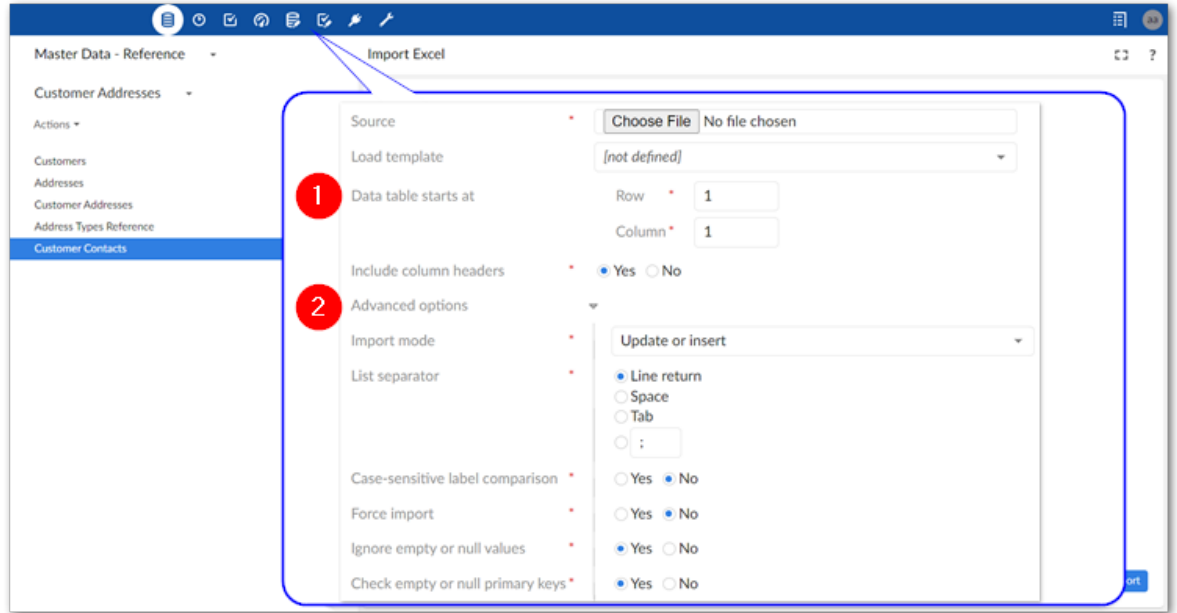 aa
Master Data - Reference
Import Excel
?
Customer Addresses
Actions
Customers
Addresses
Customer Addresses
Address Types Reference
Customer Contacts
Source * Choose File No file chosen
Load template [not defined]
1 Data table starts at Row * 1
Column * 1
Include column headers * Yes No
2 Advanced options
Import mode * Update or insert
List separator * Line return
Space
Tab
;
Case-sensitive label comparison * Yes No
Force import * Yes No
Ignore empty or null values * Yes No
Check empty or null primary keys * Yes No
ort